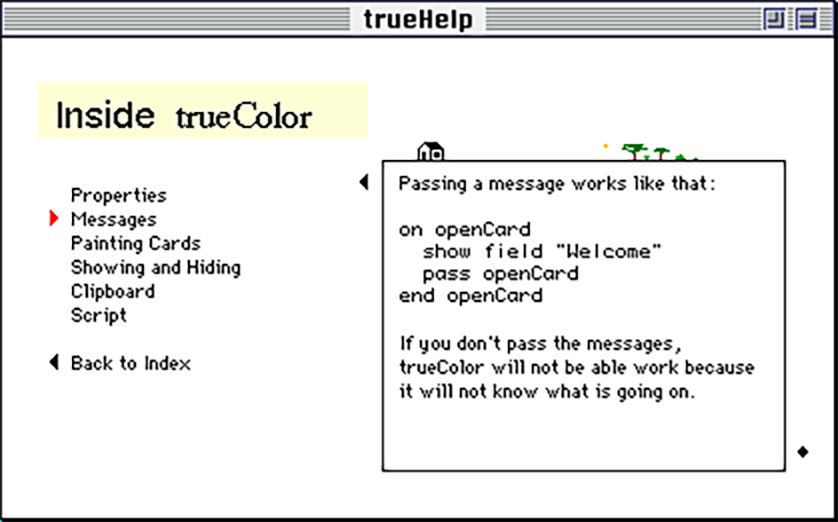 trueHelp
Inside trueColor
Properties
Messages
Painting Cards
Showing and Hiding
Clipboard
Script
Back to Index
Passing a message works like that:
on openCard
show field "Welcome"
pass openCard
end openCard
If you don't pass the messages,
trueColor will not be able work because
it will not know what is going on.